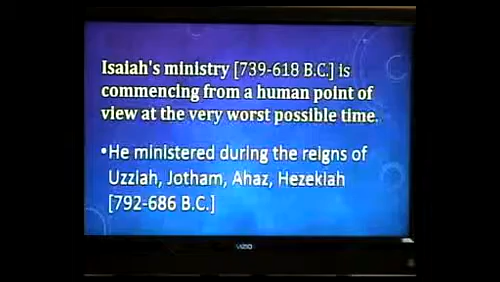 Isaiah's ministry [739-618 B.C.] is
commencing from a human point of
view at the very worst possible time.
•He ministered during the reigns of
Uzziah, Jotham, Ahaz, Hezekiah
[792-686 B.C.]
VIZIO